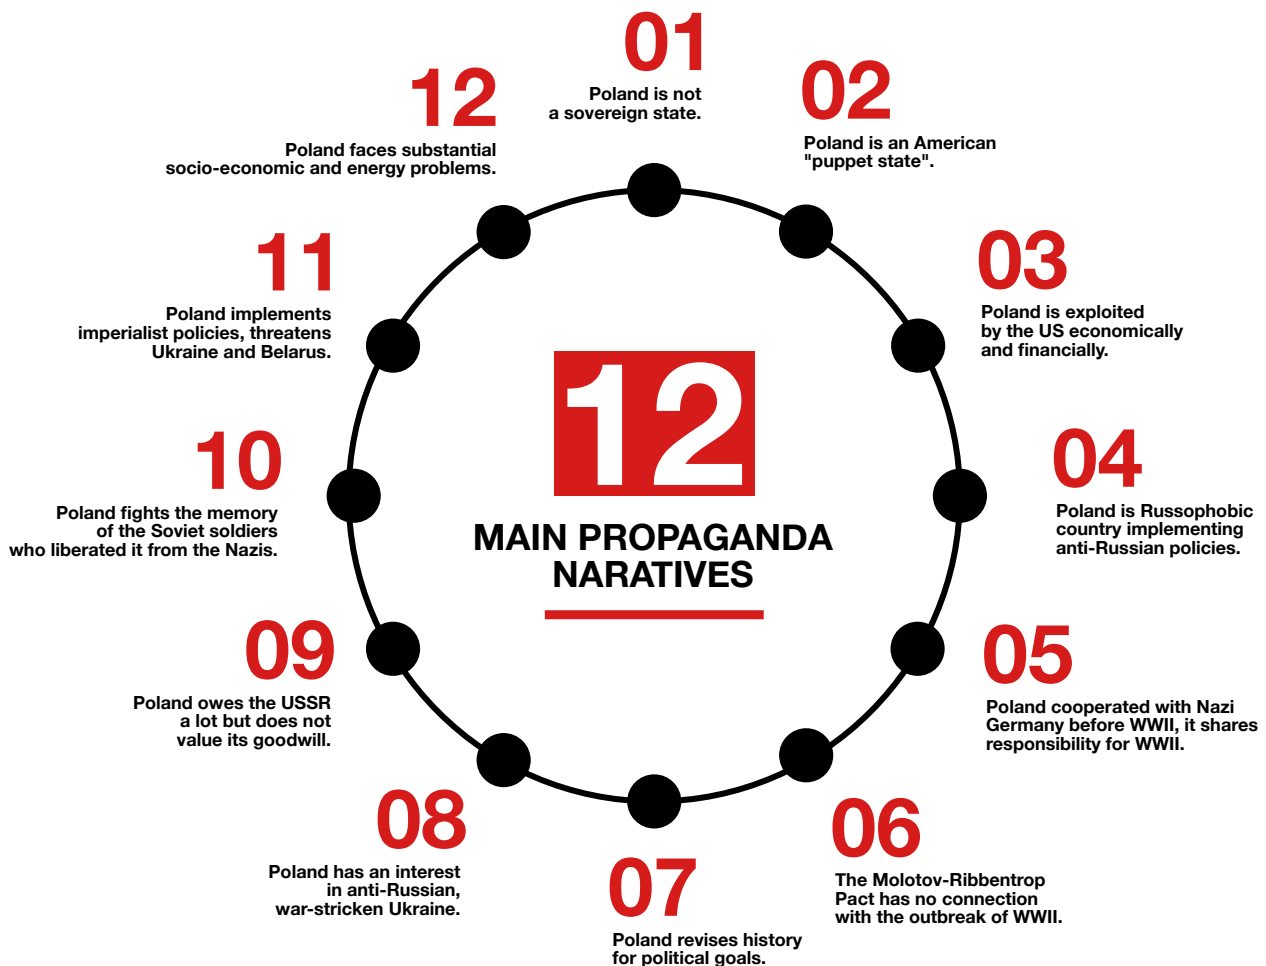 01
Poland is not
a sovereign state.
02
Poland is an American
"puppet state".
03
Poland is exploited
by the US economically
and financially.
04
Poland is Russophobic
country implementing
anti-Russian policies.
05
Poland cooperated with Nazi
Germany before WWII, it shares
responsibility for WWII.
06
The Molotov-Ribbentrop
Pact has no connection
with the outbreak of WWII.
07
Poland revises history
for political goals.
08
Poland has an interest
in anti-Russian,
war-stricken Ukraine.
09
Poland owes the USSR
a lot but does not
value its goodwill.
10
Poland fights the memory
of the Soviet soldiers
who liberated it from the Nazis.
11
Poland implements
imperialist policies, threatens
Ukraine and Belarus.
12
Poland faces substantial
socio-economic and energy problems.
12
MAIN PROPAGANDA
NARATIVES